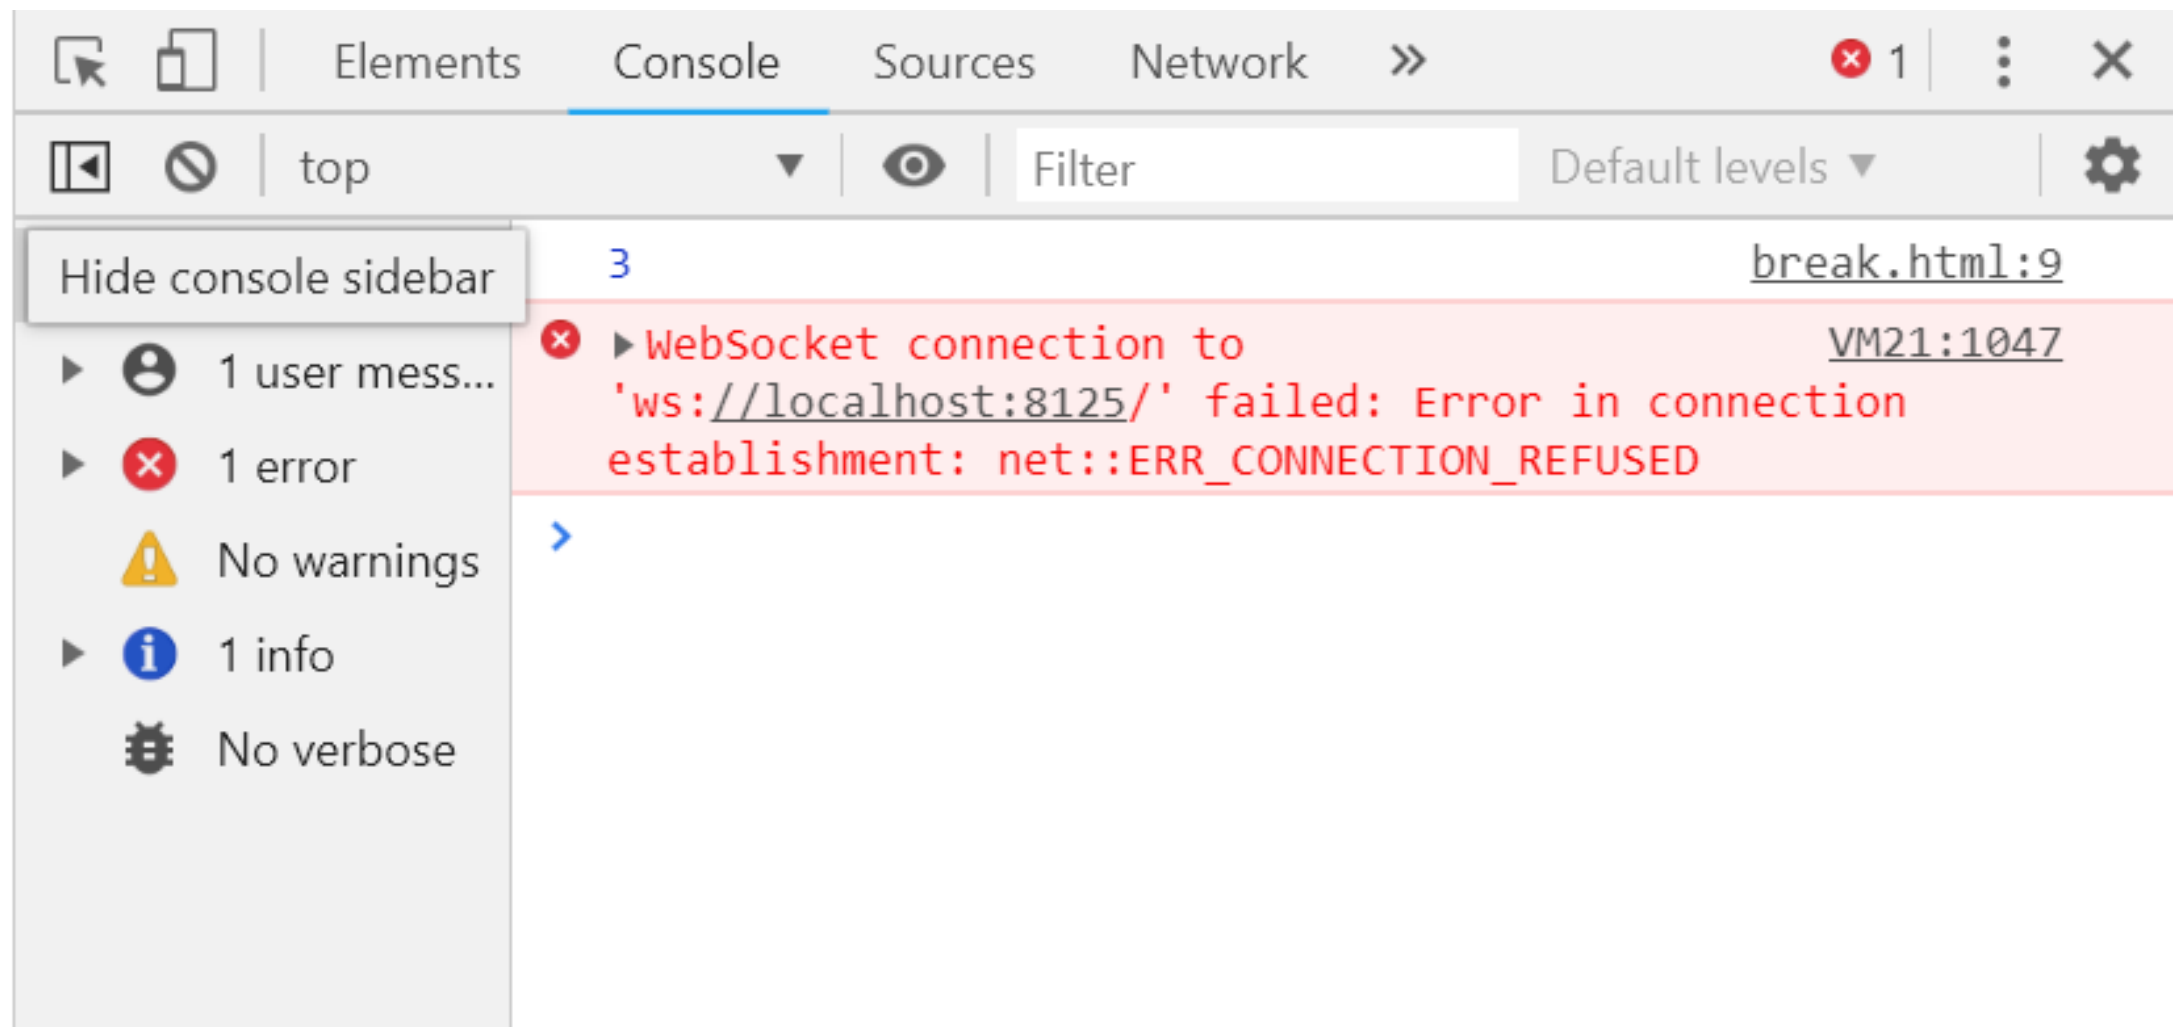 Elements Console Sources Network » 1
top Filter Default levels
Hide console sidebar
1 user mess...
1 error
No warnings
1 info
No verbose
3 break.html:9
WebSocket connection to VM21:1047
'ws://localhost:8125/' failed: Error in connection
establishment: net::ERR_CONNECTION_REFUSED